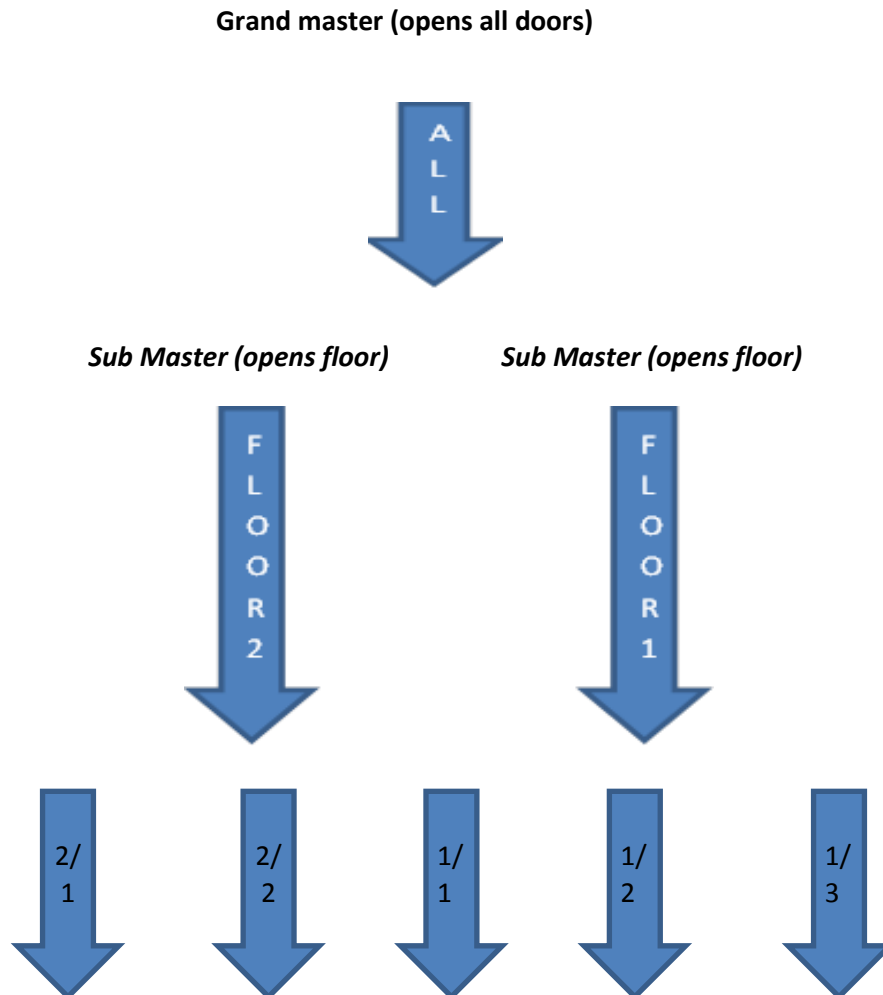 Grand master (opens all doors)
A
L
L
Sub Master (opens floor)
Sub Master (opens floor)
F
L
O
O
R
2
F
L
O
O
R
1
2/
1
2/
2
1/
1
1/
2
1/
3